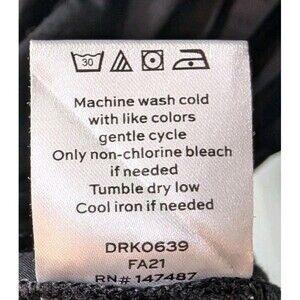 30
Machine wash cold
with like colors
gentle cycle
Only non-chlorine bleach
if needed
Tumble dry low
Cool iron if needed
DRK0639
FA21
RN# 147487